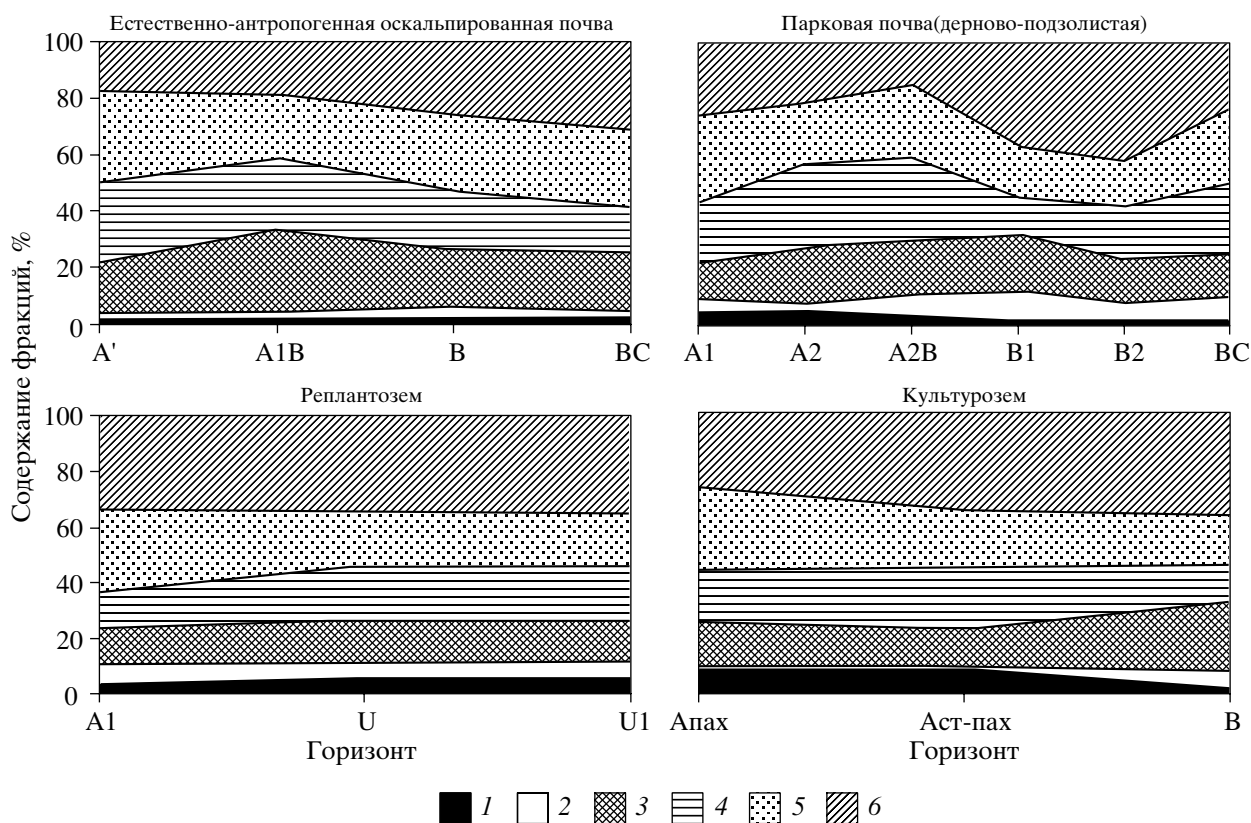 Естественно-антропогенная оскальпированная почва
Парковая почва(дерново-подзолистая)
Содержание фракций, %
100
80
60
40
20
0
A' A1B B BC
A1 A2 A2B B1 B2 BC
Реплантозем
Культурозем
100
80
60
40
20
0
A1 U U1
Горизонт
Апах Аст-пах B
Горизонт
1 2 3 4 5 6